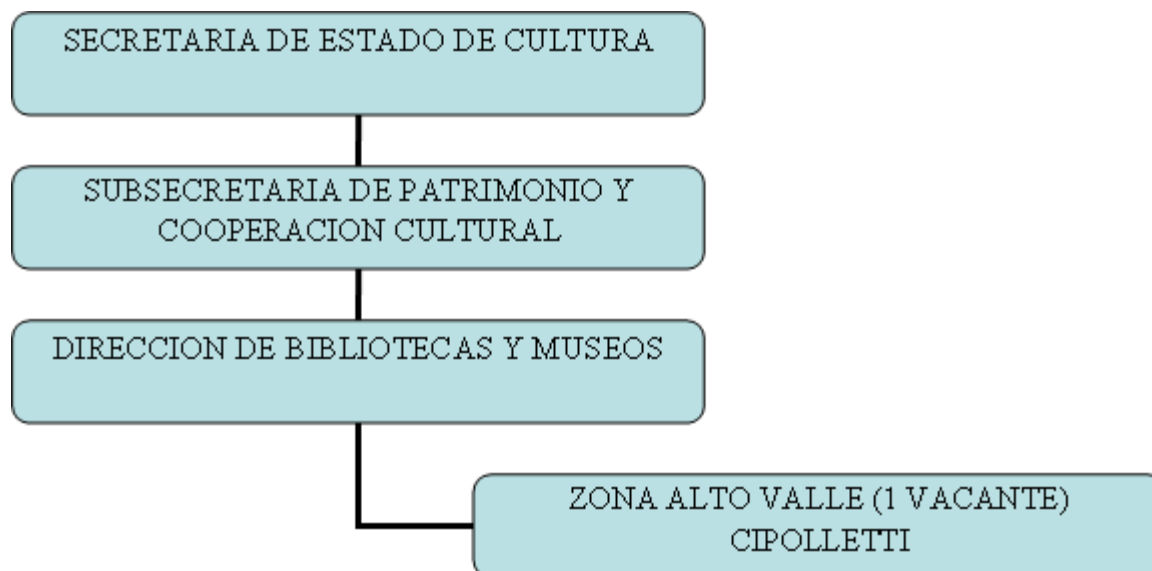 SECRETARIA DE ESTADO DE CULTURA
SUBSECRETARIA DE PATRIMONIO Y
COOPERACION CULTURAL
DIRECCION DE BIBLIOTECAS Y MUSEOS
ZONA ALTO VALLE (1 VACANTE)
CIPOLLETTI